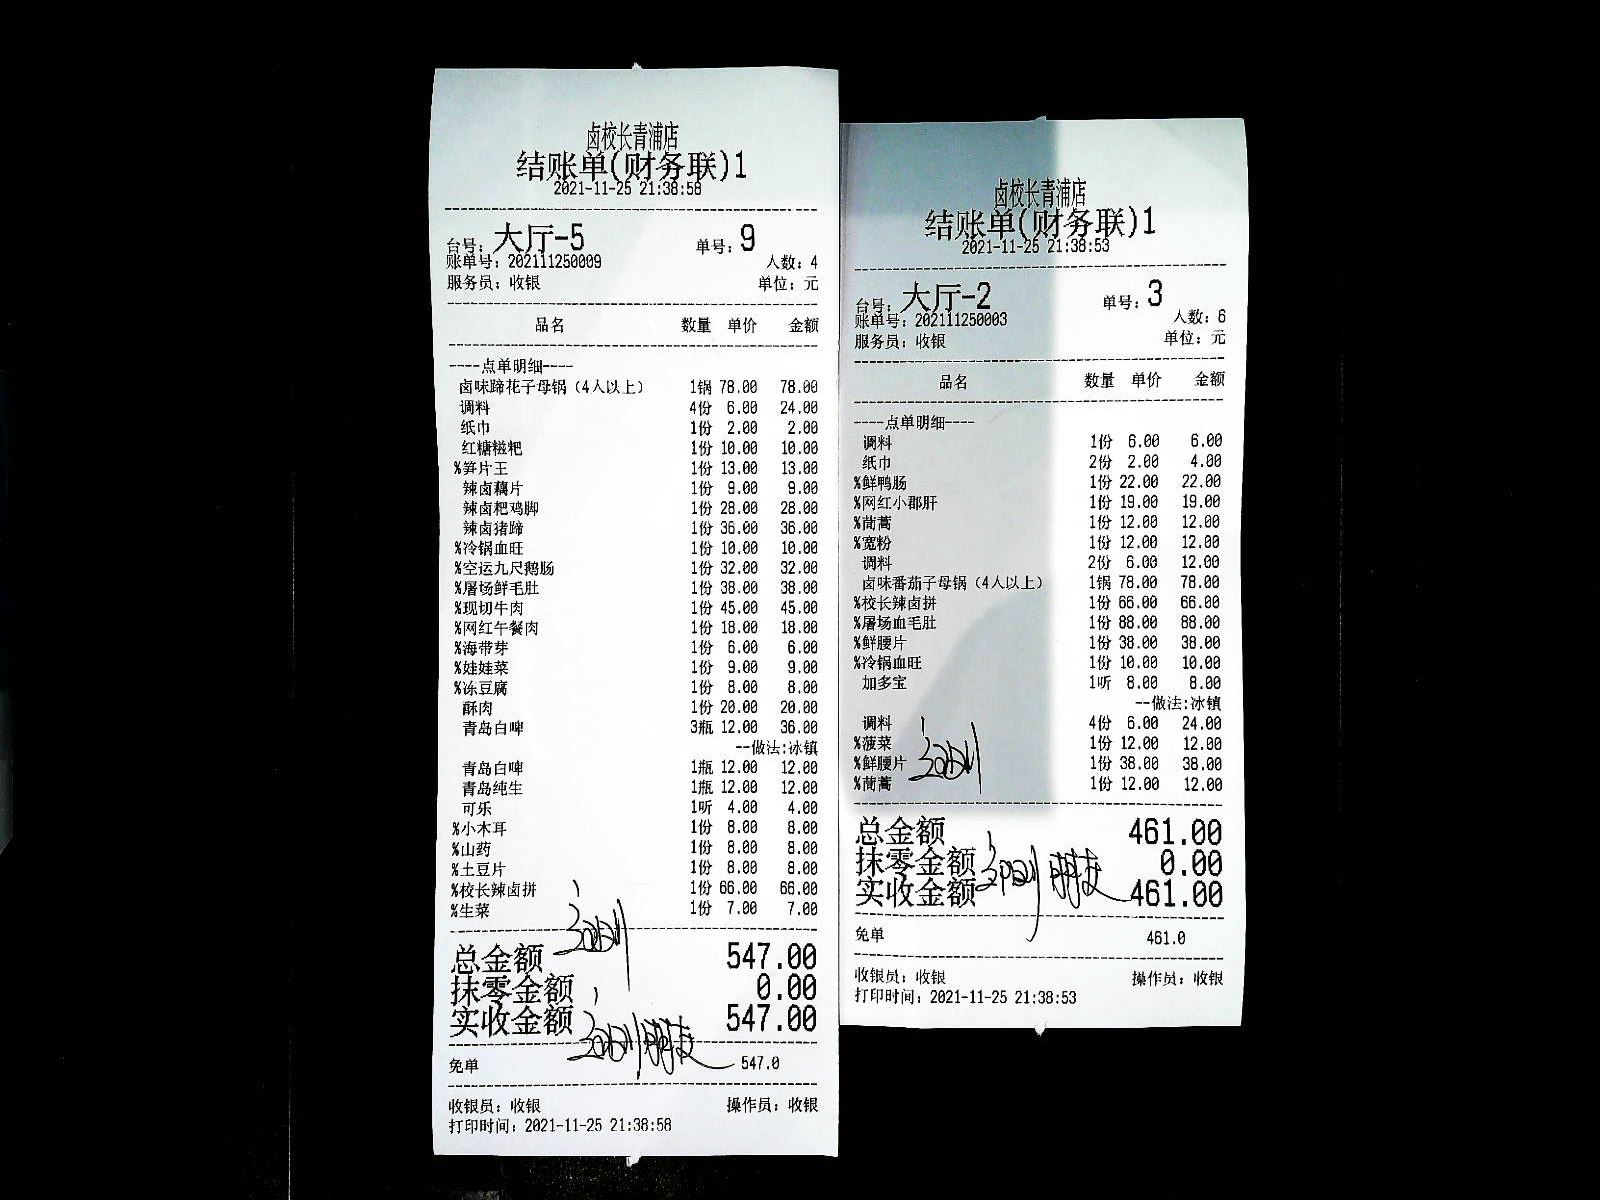 卤校长青浦店
结账单(财务联)1
2021-11-25 21:38:58
台号: 大厅-5 单号: 9
账单号: 202111250009 人数: 4
服务员: 收银 单位: 元
品名 数量 单价 金额
----点单明细----
卤味蹄花子母锅(4人以上) 1锅 78.00 78.00
调料 4份 6.00 24.00
纸巾 1份 2.00 2.00
红糖糍粑 1份 10.00 10.00
%笋片王 1份 13.00 13.00
辣卤藕片 1份 9.00 9.00
辣卤粑鸡脚 1份 28.00 28.00
辣卤猪蹄 1份 36.00 36.00
%冷锅血旺 1份 10.00 10.00
%空运九尺鹅肠 1份 32.00 32.00
%屠场鲜毛肚 1份 38.00 38.00
%现切牛肉 1份 45.00 45.00
%网红午餐肉 1份 18.00 18.00
%海带芽 1份 6.00 6.00
%娃娃菜 1份 9.00 9.00
%冻豆腐 1份 8.00 8.00
酥肉 1份 20.00 20.00
青岛白啤 3瓶 12.00 36.00
--做法:冰镇
青岛白啤 1瓶 12.00 12.00
青岛纯生 1瓶 12.00 12.00
可乐 1听 4.00 4.00
%小木耳 1份 8.00 8.00
%山药 1份 8.00 8.00
%土豆片 1份 8.00 8.00
%校长辣卤拼 1份 66.00 66.00
%生菜 1份 7.00 7.00
总金额 547.00
抹零金额 0.00
实收金额 547.00
免单 547.0
收银员: 收银 操作员: 收银
打印时间: 2021-11-25 21:38:58
卤校长青浦店
结账单(财务联)1
2021-11-25 21:38:53
台号: 大厅-2 单号: 3
账单号: 202111250003 人数: 6
服务员: 收银 单位: 元
品名 数量 单价 金额
----点单明细----
调料 1份 6.00 6.00
纸巾 2份 2.00 4.00
%鲜鸭肠 1份 22.00 22.00
%网红小郡肝 1份 19.00 19.00
%茼蒿 1份 12.00 12.00
%宽粉 1份 12.00 12.00
调料 2份 6.00 12.00
卤味番茄子母锅(4人以上) 1锅 78.00 78.00
%校长辣卤拼 1份 66.00 66.00
%屠场血毛肚 1份 88.00 88.00
%鲜腰片 1份 38.00 38.00
%冷锅血旺 1份 10.00 10.00
加多宝 1听 8.00 8.00
--做法:冰镇
调料 4份 6.00 24.00
%菠菜 1份 12.00 12.00
%鲜腰片 1份 38.00 38.00
%茼蒿 1份 12.00 12.00
总金额 461.00
抹零金额 0.00
实收金额 461.00
免单 461.0
收银员: 收银 操作员: 收银
打印时间: 2021-11-25 21:38:53